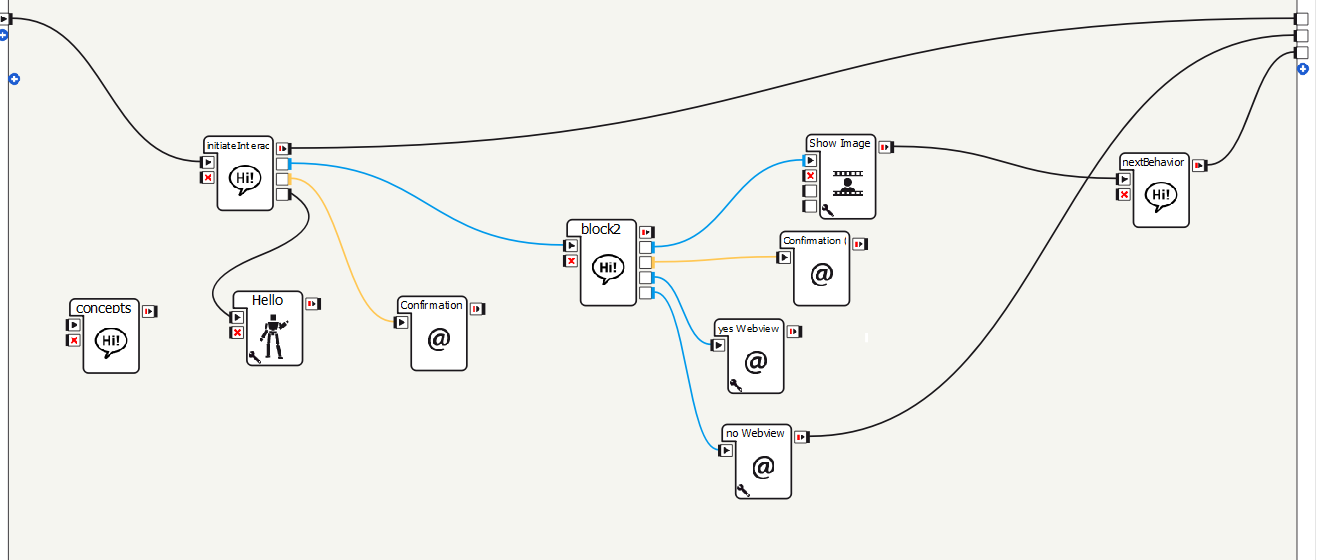 initiateInterac
Hi!
Show Image
nextBehavior
Hi!
block2
Hi!
Confirmation (
@
concepts
Hi!
Hello
Confirmation
@
yes Webview
@
no Webview
@